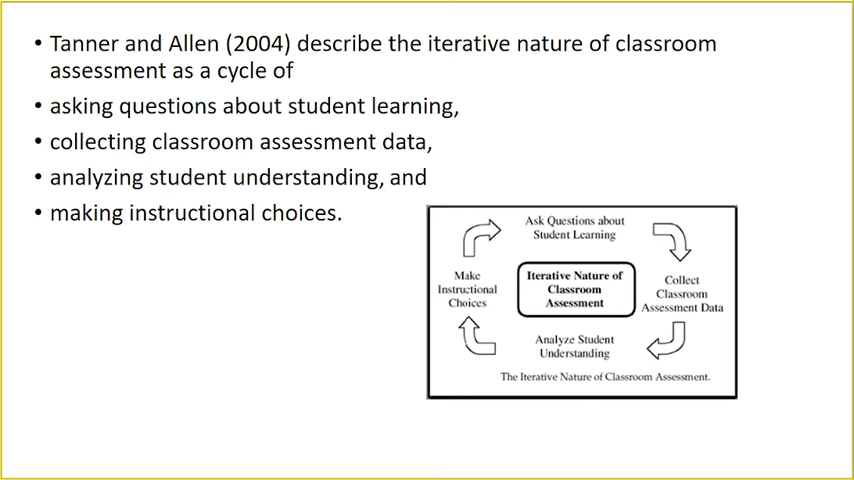 • Tanner and Allen (2004) describe the iterative nature of classroom
assessment as a cycle of
• asking questions about student learning,
• collecting classroom assessment data,
• analyzing student understanding, and
• making instructional choices.
Ask Questions about
Student Learning
Make
Instructional
Choices
Iterative Nature of
Classroom
Assessment
Collect
Classroom
Assessment Data
Analyze Student
Understanding
The Iterative Nature of Classroom Assessment.